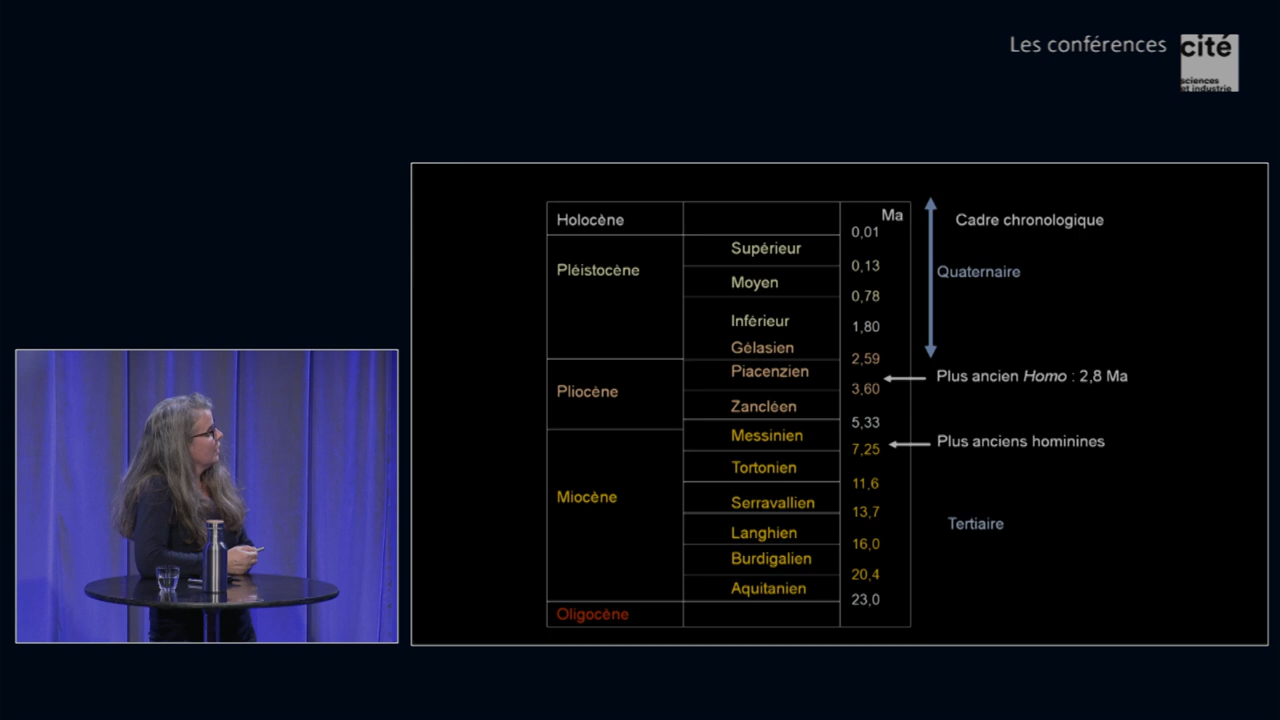 Les conférences
cité
sciences
et industrie
Ma
Holocène
0,01
Cadre chronologique
Supérieur
0,13
Pléistocène
Quaternaire
Moyen
0,78
Inférieur
1,80
Gélasien
2,59
Piacenzien
Plus ancien Homo : 2,8 Ma
3,60
Pliocène
Zancléen
5,33
Messinien
Plus anciens hominines
7,25
Tortonien
11,6
Miocène
Serravallien
13,7
Tertiaire
Langhien
16,0
Burdigalien
20,4
Aquitanien
23,0
Oligocène